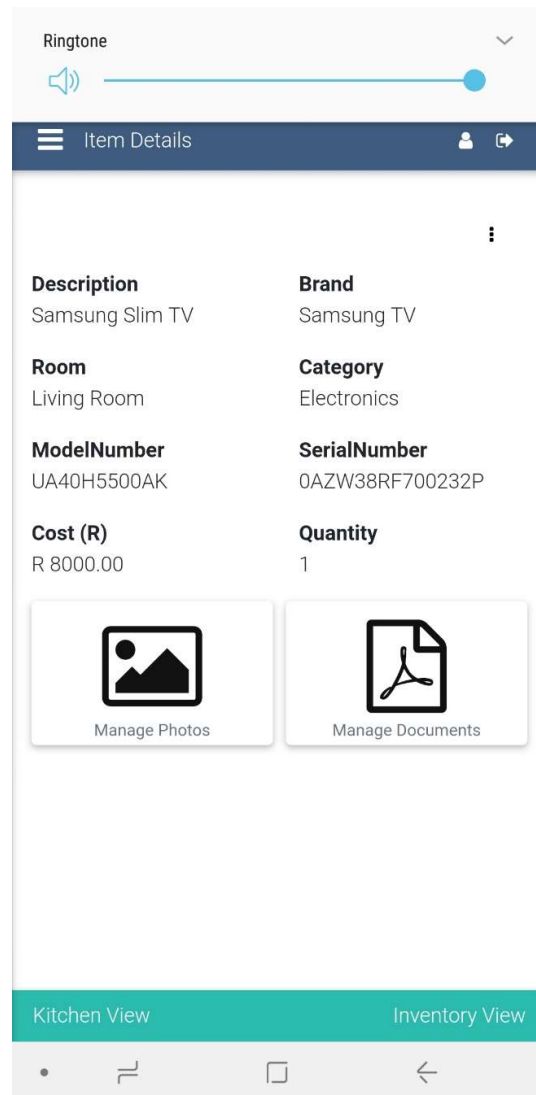 Ringtone
Item Details
Description
Brand
Samsung Slim TV
Samsung TV
Room
Category
Living Room
Electronics
ModelNumber
SerialNumber
UA40H5500AK
0AZW38RF700232P
Cost (R)
Quantity
R 8000.00
1
Manage Photos
Manage Documents
Kitchen View
Inventory View